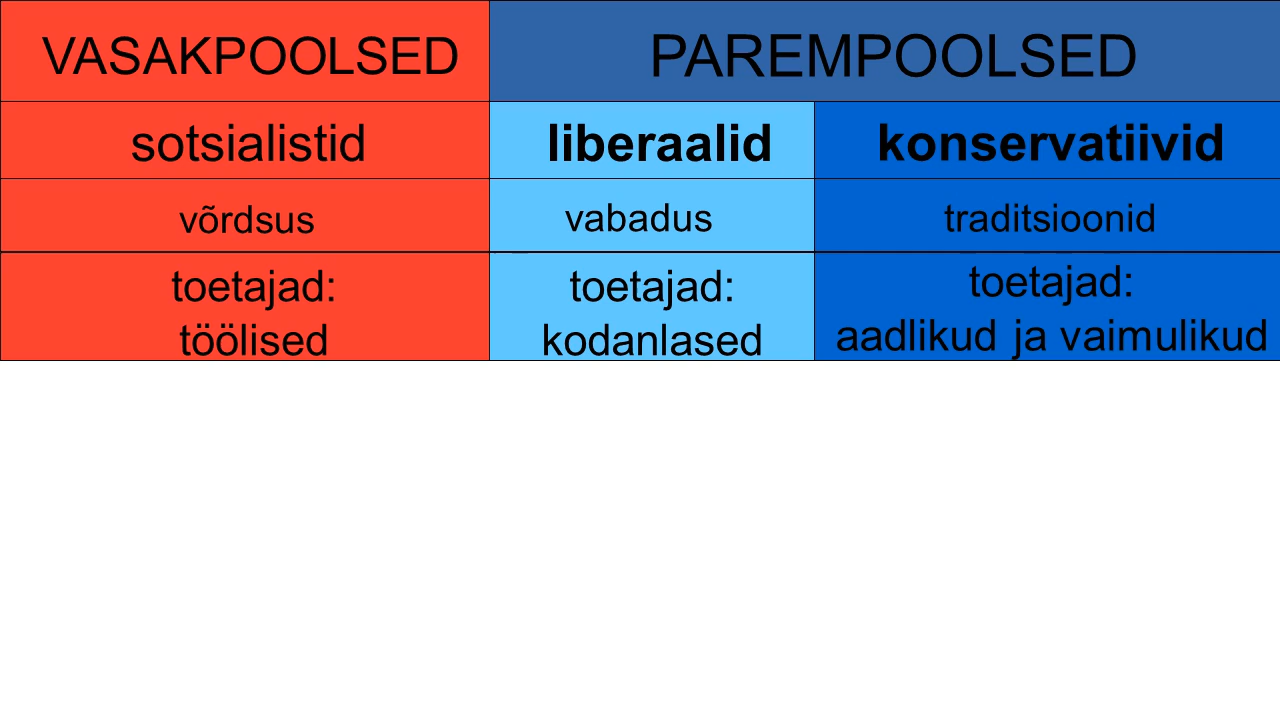 VASAKPOOLSED
PAREMPOOLSED
sotsialistid
liberaalid
konservatiivid
võrdsus
vabadus
traditsioonid
toetajad:
töölised
toetajad:
kodanlased
toetajad:
aadlikud ja vaimulikud